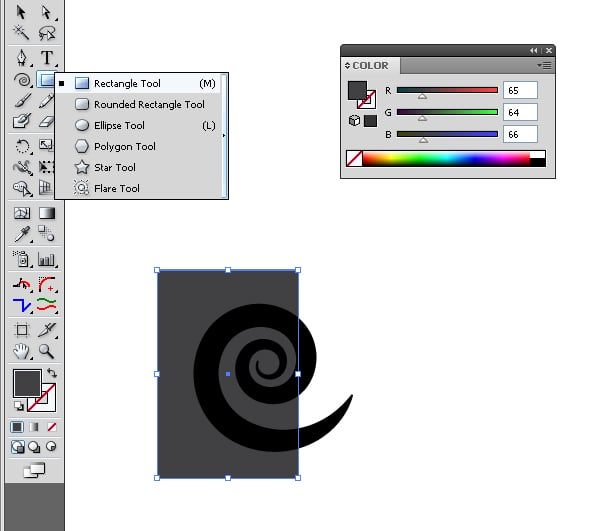 T
Rectangle Tool (M)
Rounded Rectangle Tool
Ellipse Tool (L)
Polygon Tool
Star Tool
Flare Tool
COLOR
R 65
G 64
B 66